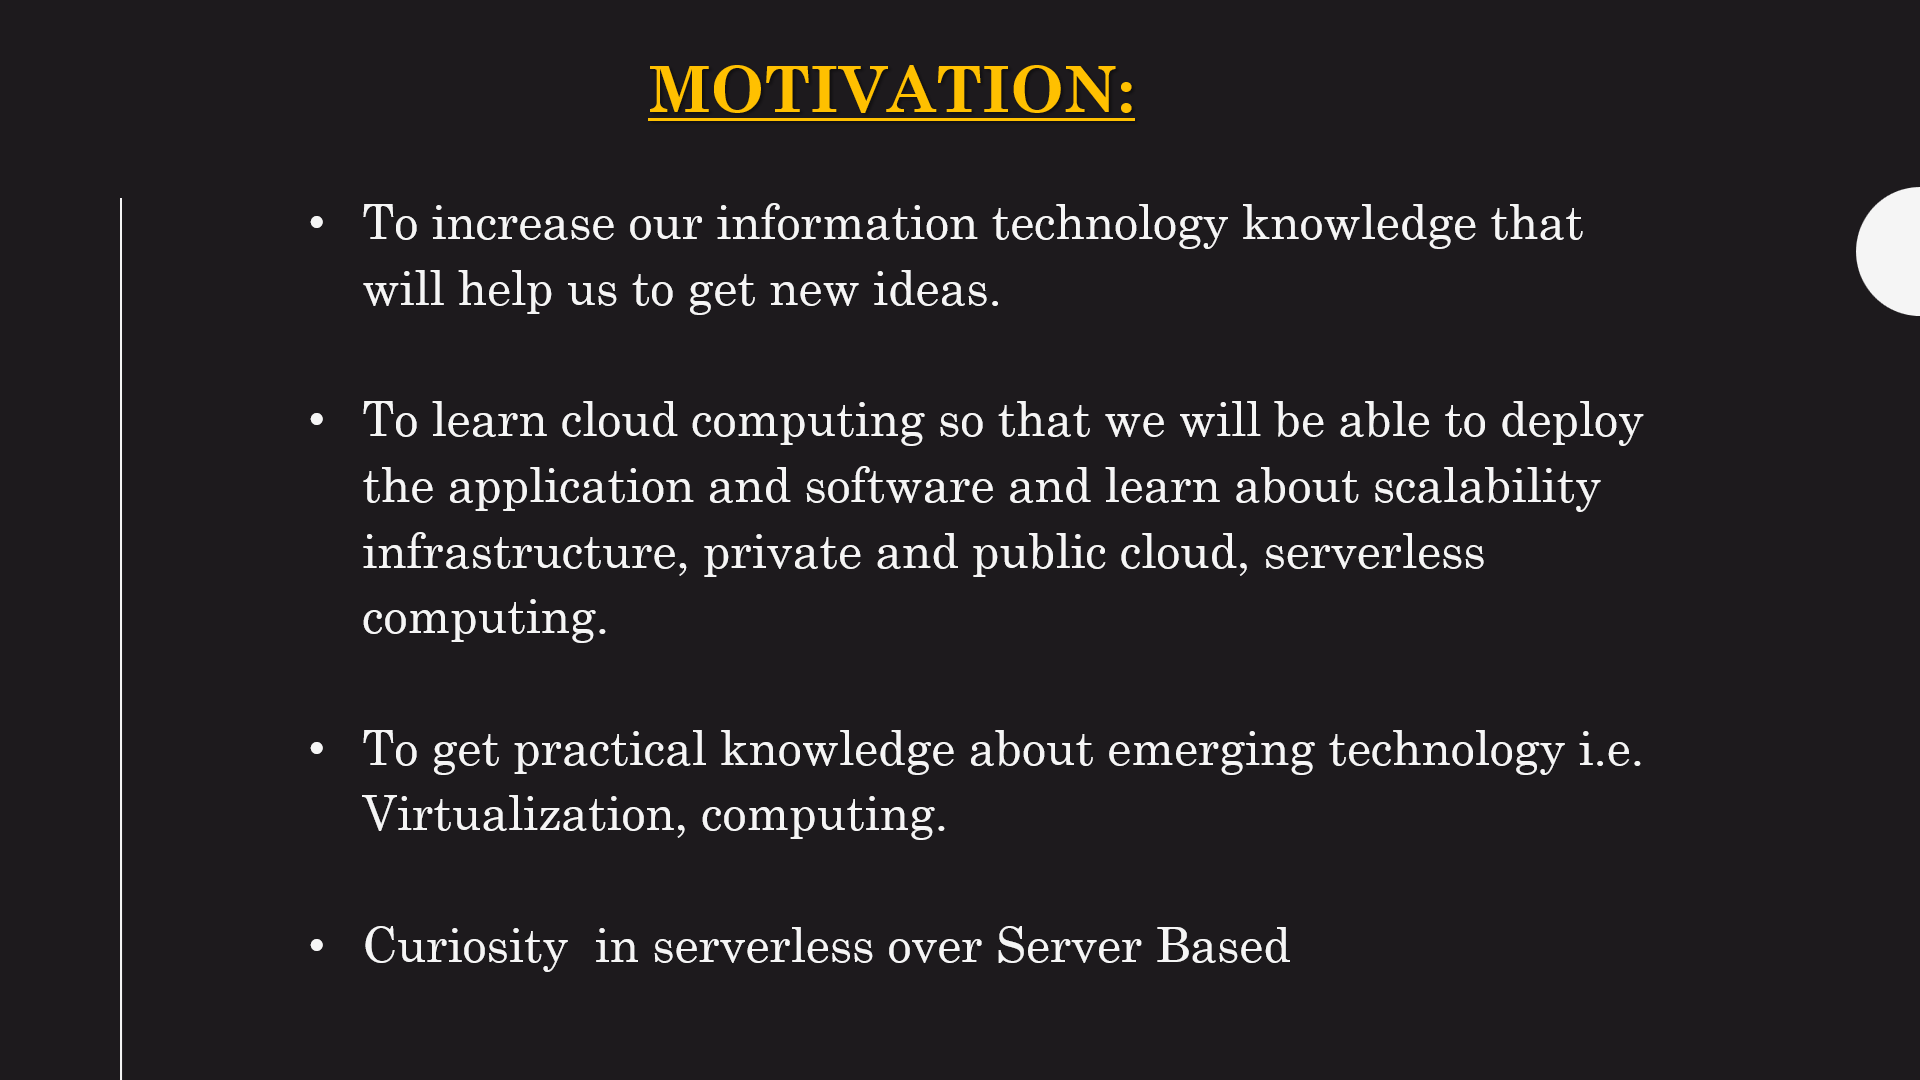 MOTIVATION:
• To increase our information technology knowledge that
will help us to get new ideas.
• To learn cloud computing so that we will be able to deploy
the application and software and learn about scalability
infrastructure, private and public cloud, serverless
computing.
• To get practical knowledge about emerging technology i.e.
Virtualization, computing.
• Curiosity  in serverless over Server Based